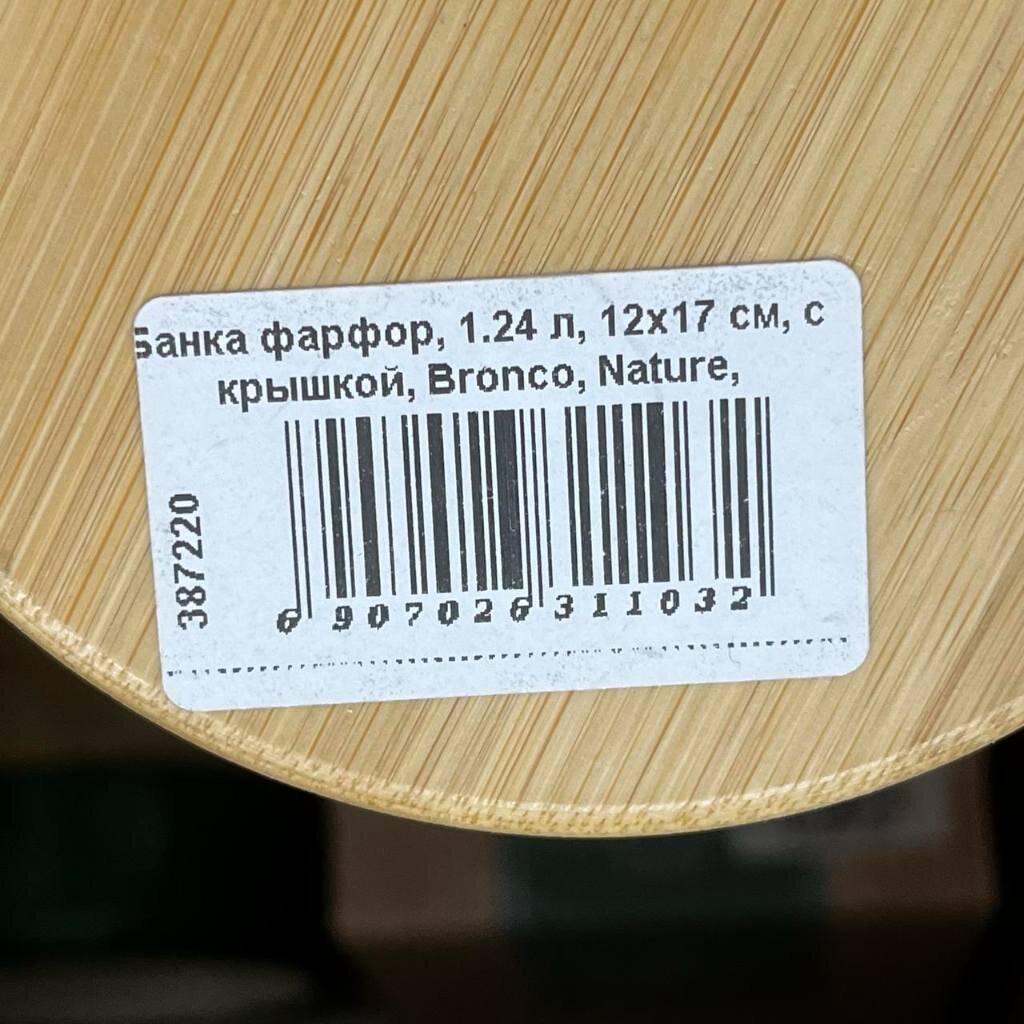 Банка фарфор, 1.24 л, 12х17 см, с
крышкой, Bronco, Nature,
387220
6 907026 311032